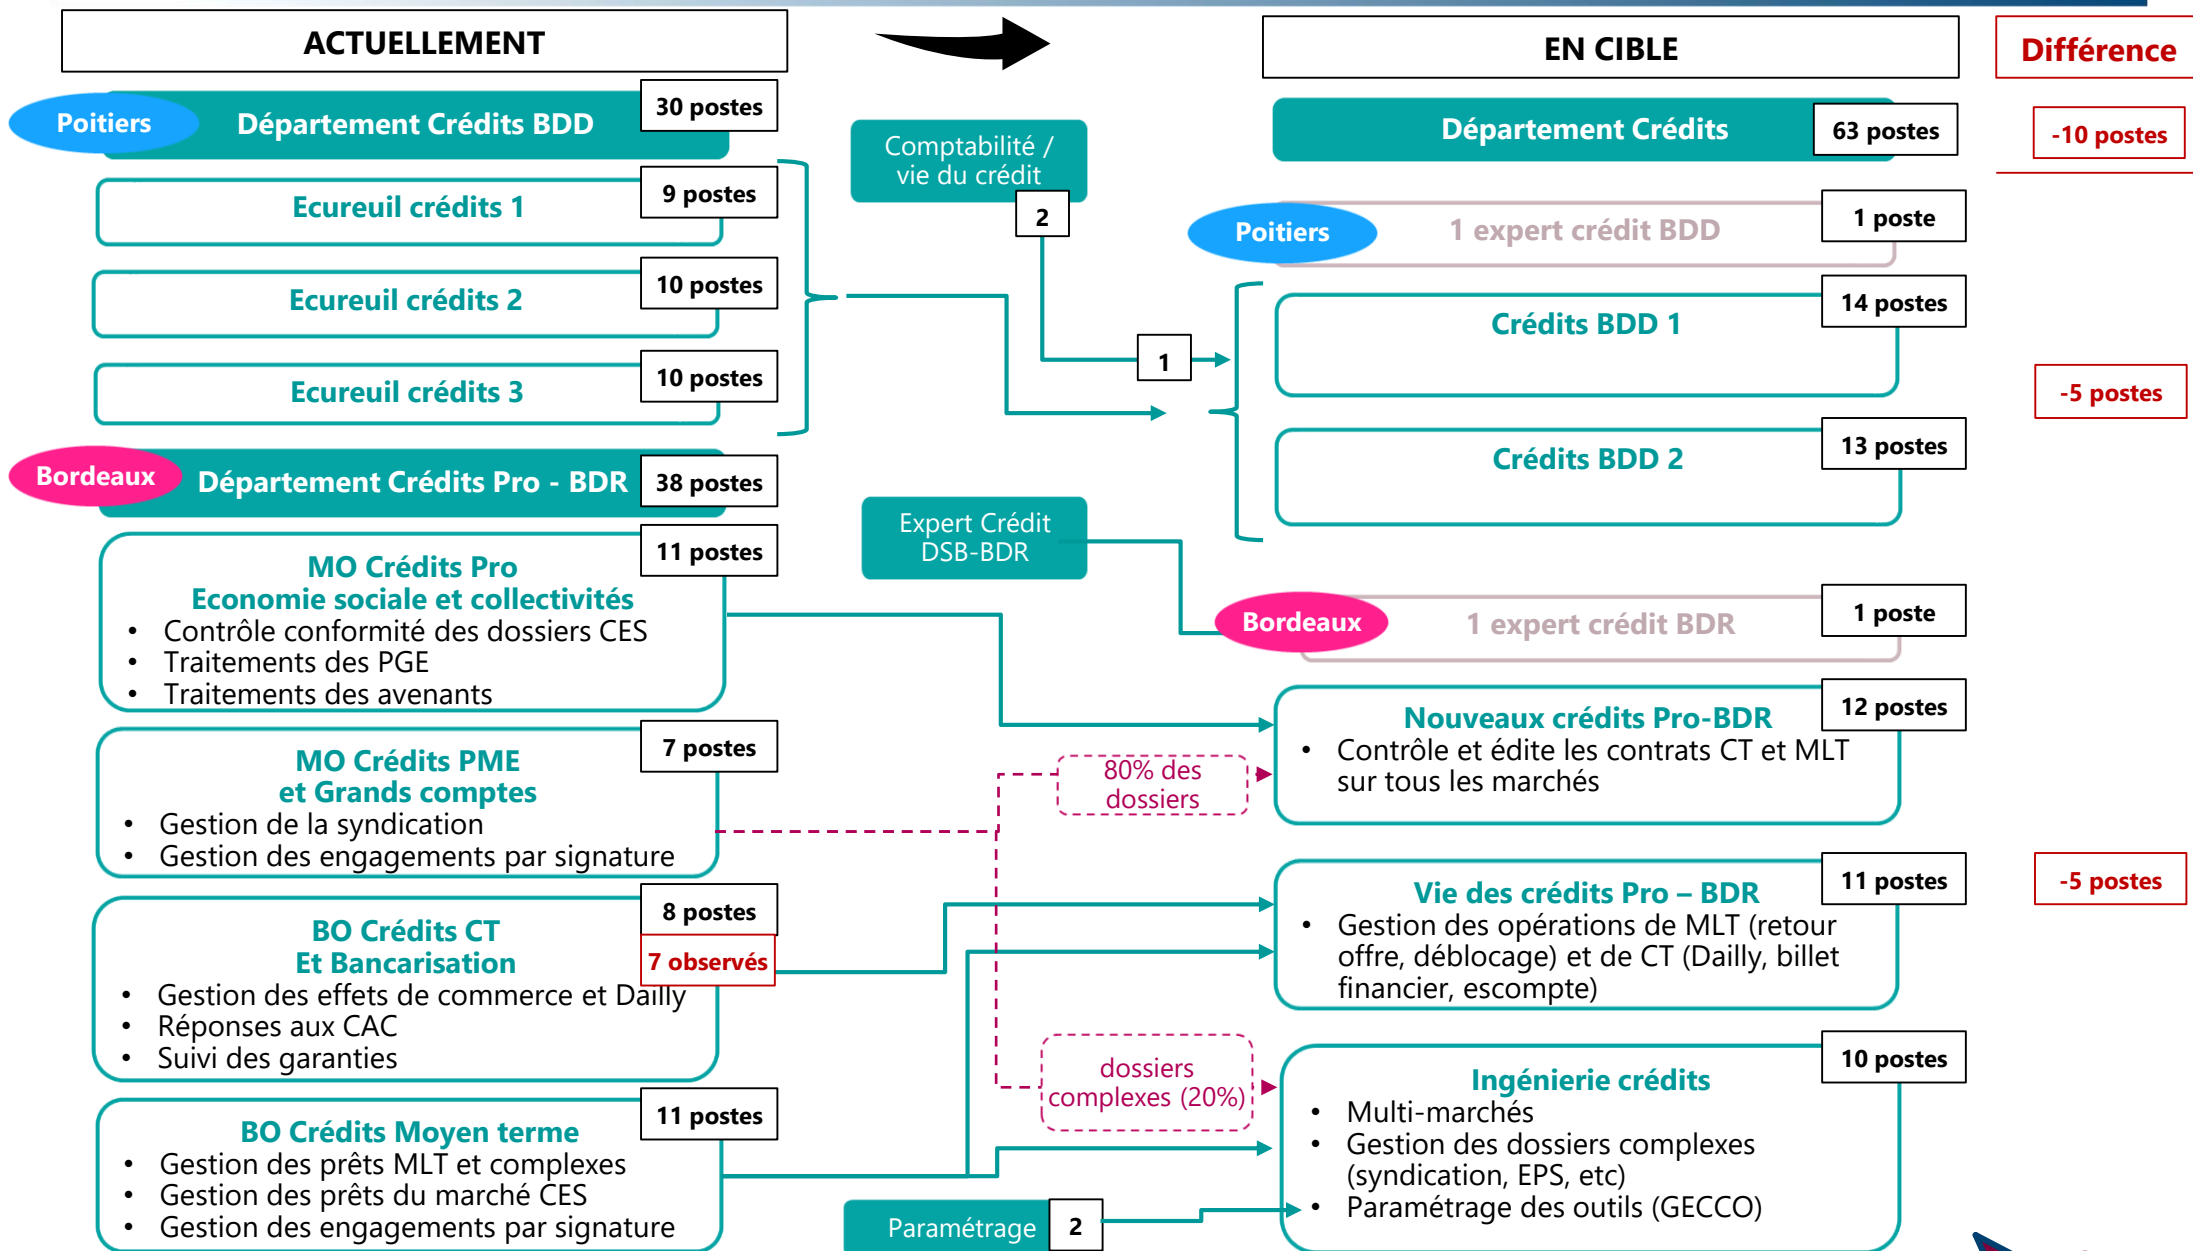 ACTUELLEMENT
EN CIBLE
Différence
Poitiers
Département Crédits BDD
30 postes
Ecureuil crédits 1
9 postes
Ecureuil crédits 2
10 postes
Ecureuil crédits 3
10 postes
Bordeaux
Département Crédits Pro - BDR
38 postes
MO Crédits Pro
Economie sociale et collectivités
11 postes
• Contrôle conformité des dossiers CES
• Traitements des PGE
• Traitements des avenants
MO Crédits PME
et Grands comptes
7 postes
• Gestion de la syndication
• Gestion des engagements par signature
BO Crédits CT
Et Bancarisation
8 postes
7 observés
• Gestion des effets de commerce et Dailly
• Réponses aux CAC
• Suivi des garanties
BO Crédits Moyen terme
11 postes
• Gestion des prêts MLT et complexes
• Gestion des prêts du marché CES
• Gestion des engagements par signature
Comptabilité /
vie du crédit
2
1
Expert Crédit
DSB-BDR
80% des
dossiers
dossiers
complexes (20%)
Paramétrage
2
Département Crédits
63 postes
-10 postes
Poitiers
1 expert crédit BDD
1 poste
Crédits BDD 1
14 postes
-5 postes
Crédits BDD 2
13 postes
Bordeaux
1 expert crédit BDR
1 poste
Nouveaux crédits Pro-BDR
12 postes
• Contrôle et édite les contrats CT et MLT
sur tous les marchés
Vie des crédits Pro – BDR
11 postes
-5 postes
• Gestion des opérations de MLT (retour
offre, déblocage) et de CT (Dailly, billet
financier, escompte)
Ingénierie crédits
10 postes
• Multi-marchés
• Gestion des dossiers complexes
(syndication, EPS, etc)
• Paramétrage des outils (GECCO)